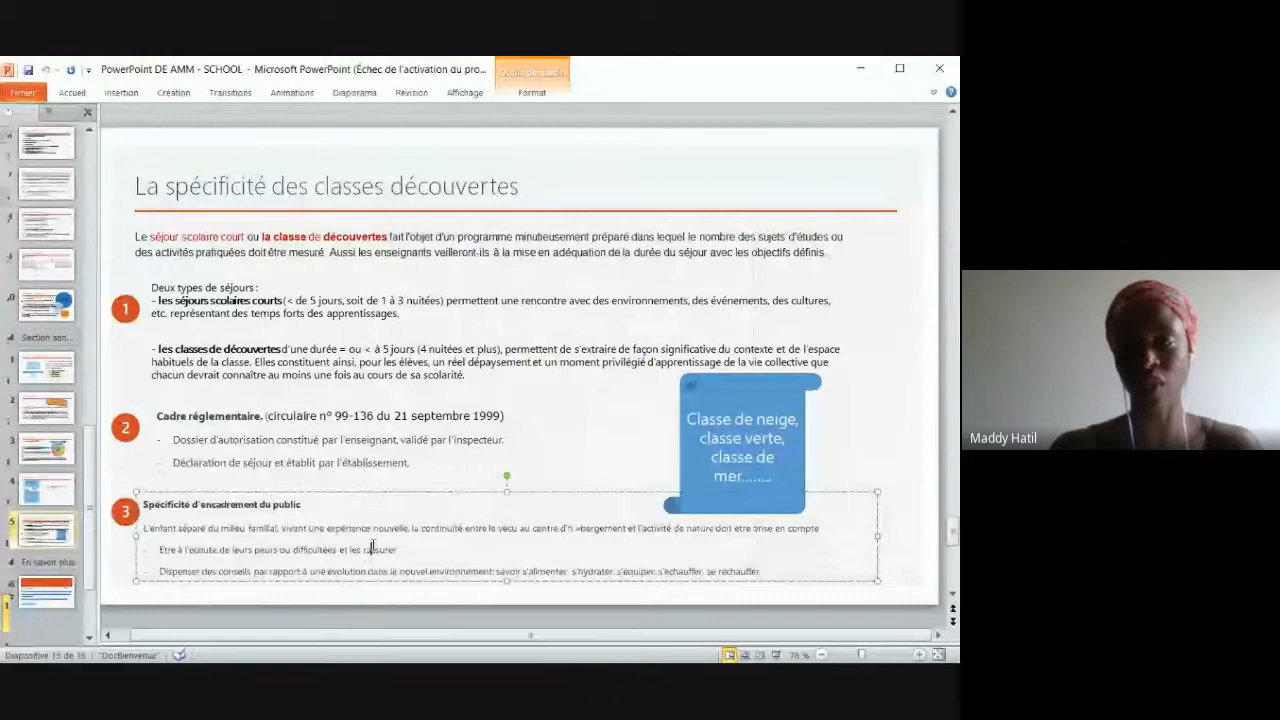 PowerPoint DE AMM - SCHOOL - Microsoft PowerPoint (Échec de l'activation du pro...
Outils de dessin
Fichier Accueil Insertion Création Transitions Animations Diaporama Révision Affichage Format
La spécificité des classes découvertes
Le séjour scolaire court ou la classe de découvertes fait l'objet d'un programme minutieusement préparé dans lequel le nombre des sujets d'études ou
des activités pratiquées doit être mesuré. Aussi les enseignants veilleront-ils à la mise en adéquation de la durée du séjour avec les objectifs définis.
1
Deux types de séjours :
- les séjours scolaires courts (< de 5 jours, soit de 1 à 3 nuitées) permettent une rencontre avec des environnements, des événements, des cultures,
etc. représentant des temps forts des apprentissages.
- les classes de découvertes d'une durée = ou < à 5 jours (4 nuitées et plus), permettent de s'extraire de façon significative du contexte et de l'espace
habituels de la classe. Elles constituent ainsi, pour les élèves, un réel dépaysement et un moment privilégié d'apprentissage de la vie collective que
chacun devrait connaître au moins une fois au cours de sa scolarité.
2
Cadre réglementaire. (circulaire nº 99-136 du 21 septembre 1999)
- Dossier d'autorisation constitué par l'enseignant, validé par l'inspecteur.
- Déclaration de séjour et établit par l'établissement,
Classe de neige,
classe verte,
classe de
mer........
3
Spécificité d'encadrement du public
L'enfant séparé du milieu familial, vivant une expérience nouvelle, la continuité entre le vécu au centre d'hébergement et l'activité de nature doit être prise en compte
- Etre à l'écoute de leurs peurs ou difficultées et les rassurer
- Dispenser des conseils par rapport à une évolution dans le nouvel environnement: savoir s'alimenter, s'hydrater, s'équiper, s'échauffer, se réchauffer
Section san...
En savoir plus
Diapositive 15 de 16 "DocBienvenue" 78 %
Maddy Hatil